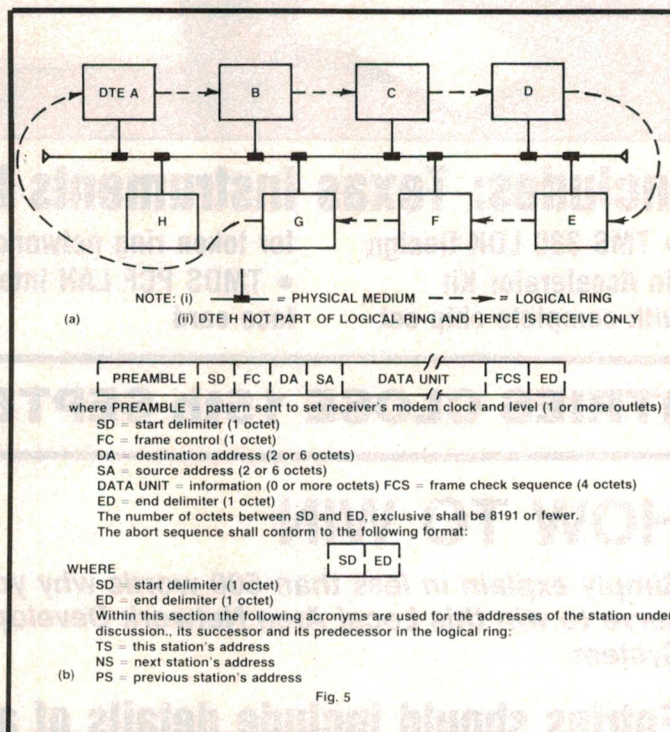 DTE A
B
C
D
H
G
F
E
NOTE: (i) = PHYSICAL MEDIUM = LOGICAL RING
(a) (ii) DTE H NOT PART OF LOGICAL RING AND HENCE IS RECEIVE ONLY
PREAMBLE SD FC DA SA DATA UNIT FCS ED
where PREAMBLE = pattern sent to set receiver's modem clock and level (1 or more outlets)
SD = start delimiter (1 octet)
FC = frame control (1 octet)
DA = destination address (2 or 6 octets)
SA = source address (2 or 6 octets)
DATA UNIT = information (0 or more octets) FCS = frame check sequence (4 octets)
ED = end delimiter (1 octet)
The number of octets between SD and ED, exclusive shall be 8191 or fewer.
The abort sequence shall conform to the following format:
SD ED
WHERE
SD = start delimiter (1 octet)
ED = end delimiter (1 octet)
Within this section the following acronyms are used for the addresses of the station under
discussion., its successor and its predecessor in the logical ring:
TS = this station's address
NS = next station's address
(b) PS = previous station's address
Fig. 5